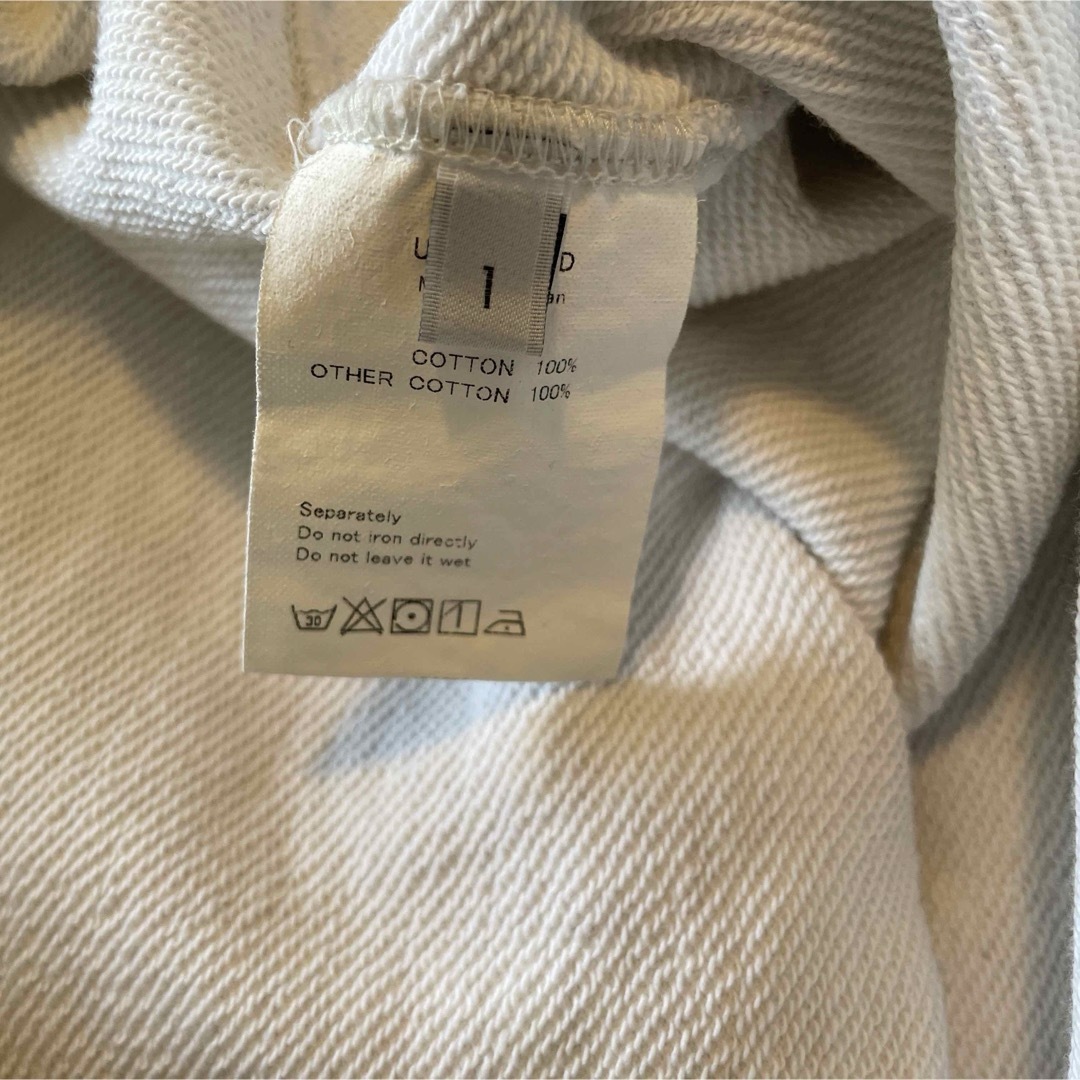 1
COTTON 100%
OTHER COTTON 100%
Separately
Do not iron directly
Do not leave it wet
30